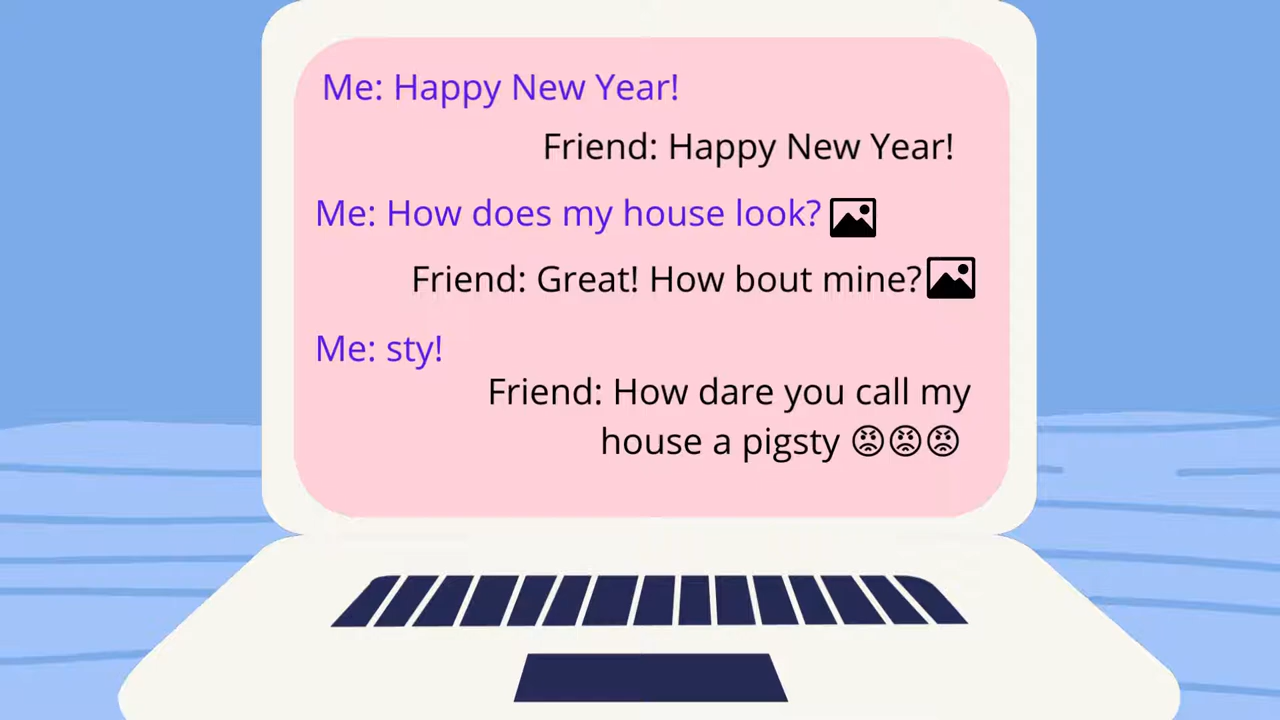 Me: Happy New Year!
Friend: Happy New Year!
Me: How does my house look?
Friend: Great! How bout mine?
Me: sty!
Friend: How dare you call my
house a pigsty 😡😡😡